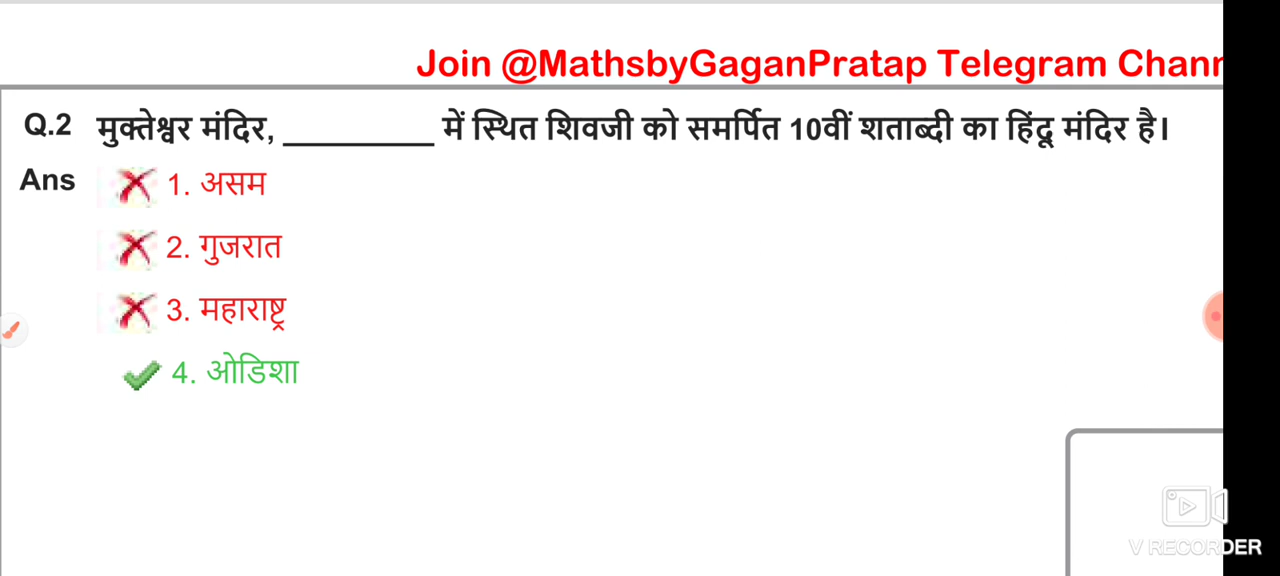 Join @MathsbyGaganPratap Telegram Chann
Q.2 मुक्तेश्वर मंदिर, __________ में स्थित शिवजी को समर्पित 10वीं शताब्दी का हिंदू मंदिर है।
Ans 1. असम
2. गुजरात
3. महाराष्ट्र
4. ओडिशा
V RECORDER